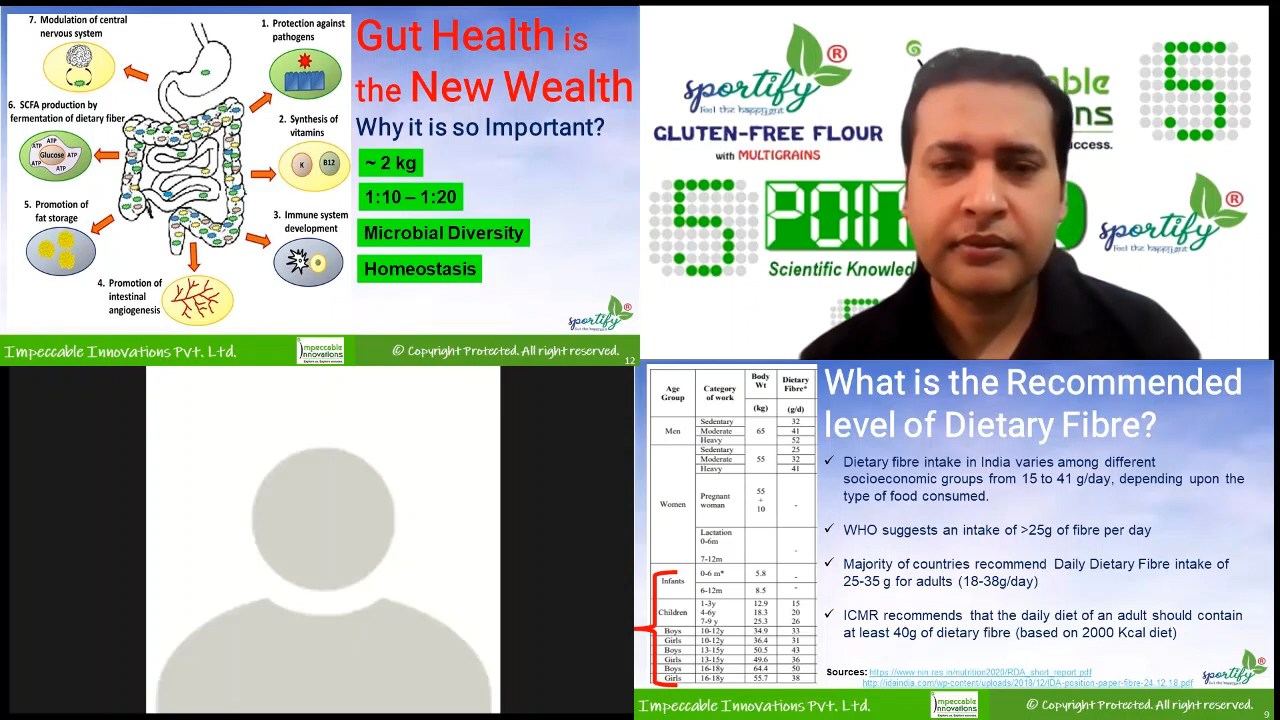 7. Modulation of central
nervous system
1. Protection against
pathogens
6. SCFA production by
fermentation of dietary fiber
ATP
ATP
ATP
ATP
ATP
Glucose
2. Synthesis of
vitamins
K
B12
5. Promotion of
fat storage
3. Immune system
development
4. Promotion of
intestinal
angiogenesis
Gut Health is
the New Wealth
Why it is so Important?
~ 2 kg
1:10 – 1:20
Microbial Diversity
Homeostasis
sportify®
Impeccable Innovations Pvt. Ltd.
Impeccable
Innovations
© Copyright Protected. All right reserved.
12
sportify®
Feel the happyynt
GLUTEN-FREE FLOUR
with MULTIGRAINS
5
5
POIN
Scientific Knowled
sportify®
Age
Group
Category
of work
Body
Wt
(kg)
Dietary
Fibre*
(g/d)
Men
Sedentary 32
Moderate 65 41
Heavy 52
Women
Sedentary 25
Moderate 55 32
Heavy 41
Pregnant
woman
55
+
10
-
Lactation
0-6m
7-12m
-
Infants
0-6 m* 5.8 -
6-12m 8.5 -
Children
1-3y 12.9 15
4-6y 18.3 20
7-9 y 25.3 26
Boys 10-12y 34.9 33
Girls 10-12y 36.4 31
Boys 13-15y 50.5 43
Girls 13-15y 49.6 36
Boys 16-18y 64.4 50
Girls 16-18y 55.7 38
What is the Recommended
level of Dietary Fibre?
✓ Dietary fibre intake in India varies among different
socioeconomic groups from 15 to 41 g/day, depending upon the
type of food consumed.
✓ WHO suggests an intake of >25g of fibre per day
✓ Majority of countries recommend Daily Dietary Fibre intake of
25-35 g for adults (18-38g/day)
✓ ICMR recommends that the daily diet of an adult should contain
at least 40g of dietary fibre (based on 2000 Kcal diet)
Sources: https://www.nin.res.in/nutrition2020/RDA_short_report.pdf
http://idaindia.com/wp-content/uploads/2018/12/IDA-position-paper-fibre-24.12.18.pdf
sportify®
Impeccable Innovations Pvt. Ltd.
Impeccable
Innovations
© Copyright Protected. All right reserved.
9